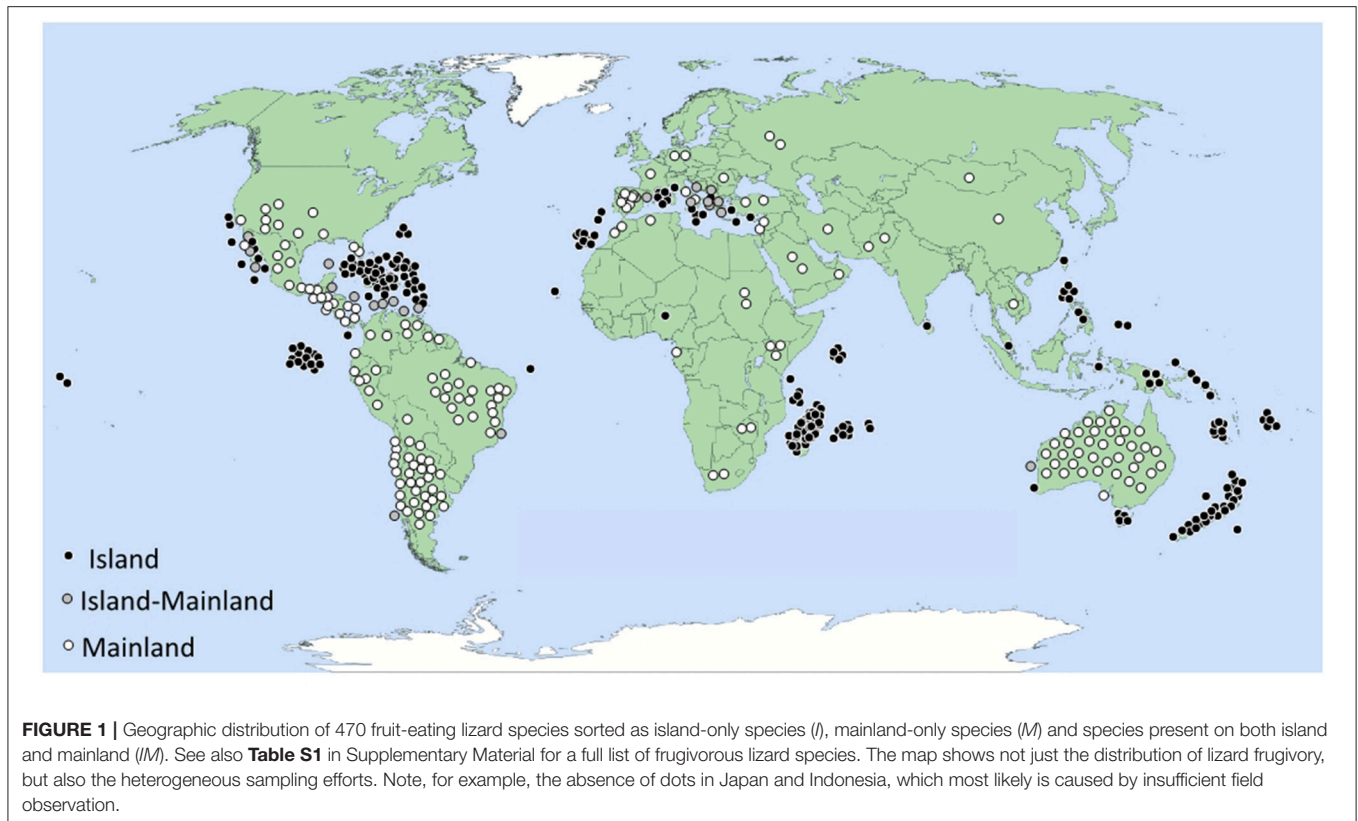 Island
Island-Mainland
Mainland
FIGURE 1 | Geographic distribution of 470 fruit-eating lizard species sorted as island-only species (I), mainland-only species (M) and species present on both island
and mainland (IM). See also Table S1 in Supplementary Material for a full list of frugivorous lizard species. The map shows not just the distribution of lizard frugivory,
but also the heterogeneous sampling efforts. Note, for example, the absence of dots in Japan and Indonesia, which most likely is caused by insufficient field
observation.